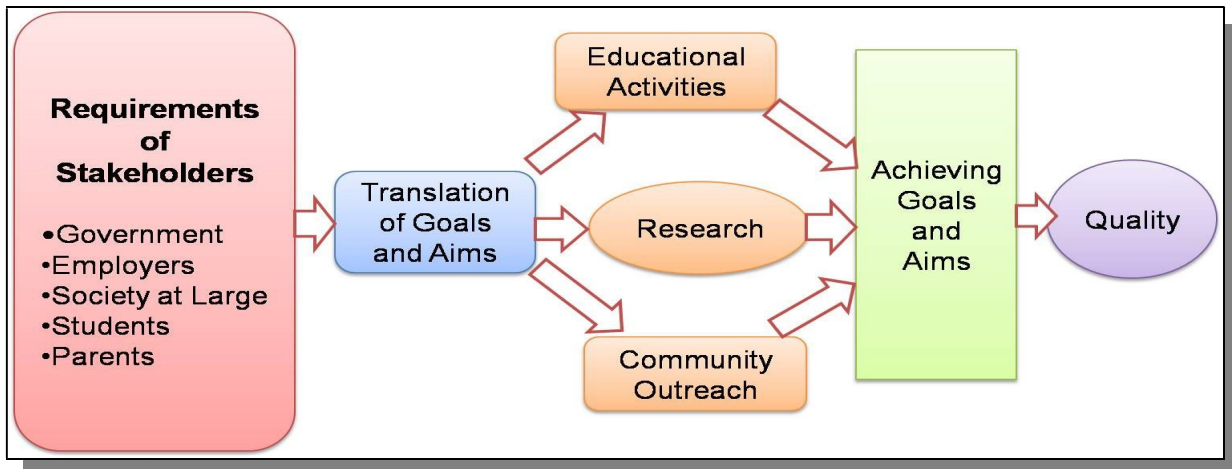 Requirements
of
Stakeholders
•Government
•Employers
•Society at Large
•Students
•Parents
Translation
of Goals
and Aims
Educational
Activities
Research
Community
Outreach
Achieving
Goals
and
Aims
Quality